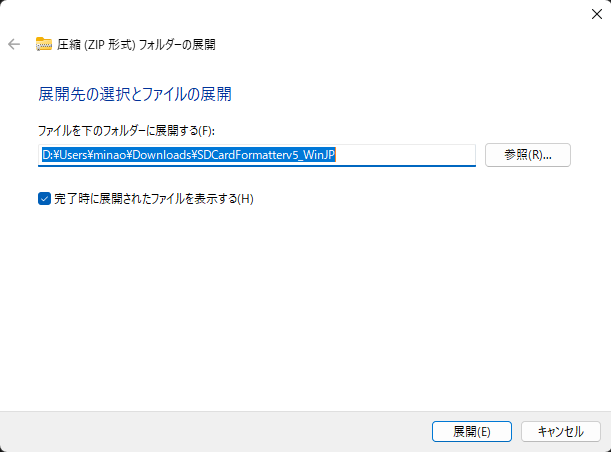 圧縮 (ZIP 形式) フォルダーの展開
展開先の選択とファイルの展開
ファイルを下のフォルダーに展開する(F):
D:¥Users¥minao¥Downloads¥SDCardFormatterv5_WinJP
参照(R)...
完了時に展開されたファイルを表示する(H)
展開(E)
キャンセル